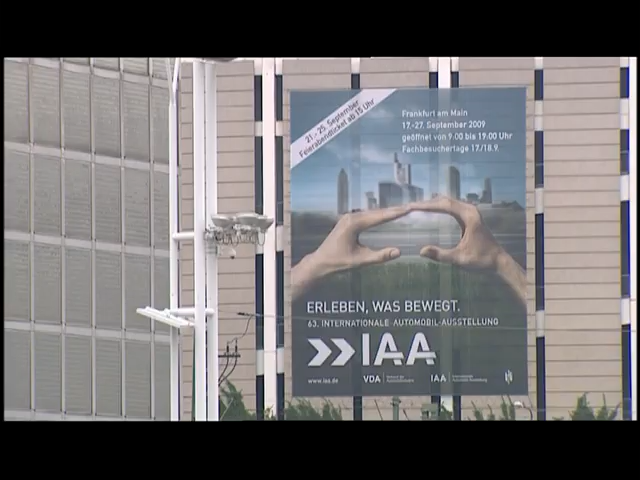 21.-25. September
Feierabendticket ab 15 Uhr
Frankfurt am Main
17.-27. September 2009
geöffnet von 9:00 bis 19:00 Uhr
Fachbesuchertage 17./18.9.
ERLEBEN, WAS BEWEGT.
63. INTERNATIONALE AUTOMOBIL-AUSSTELLUNG
IAA
www.iaa.de
VDA
IAA